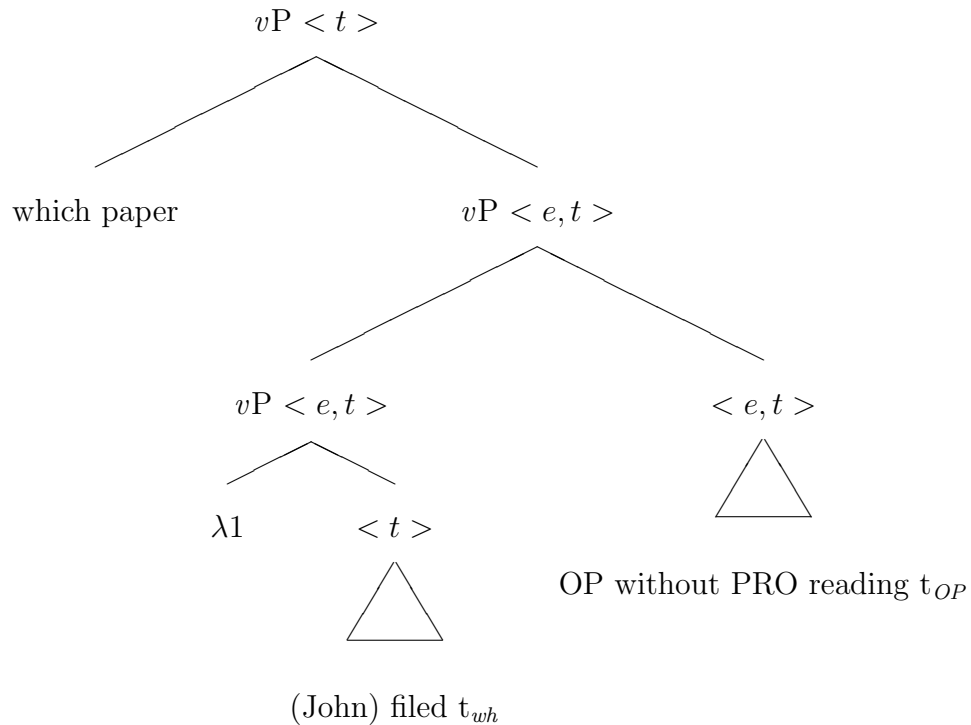 vP < t >
which paper
vP < e, t >
vP < e, t >
< e, t >
λ1
< t >
OP without PRO reading t_OP
(John) filed t_wh